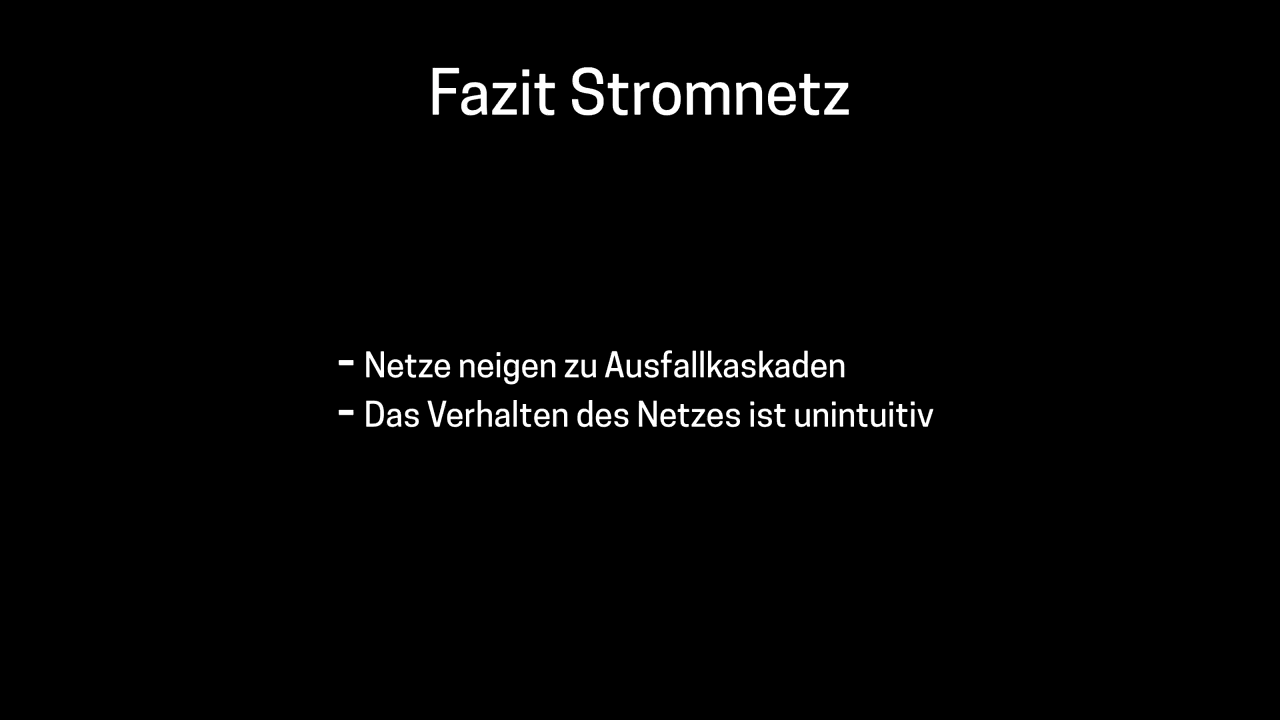 Fazit Stromnetz
- Netze neigen zu Ausfallkaskaden
- Das Verhalten des Netzes ist unintuitiv